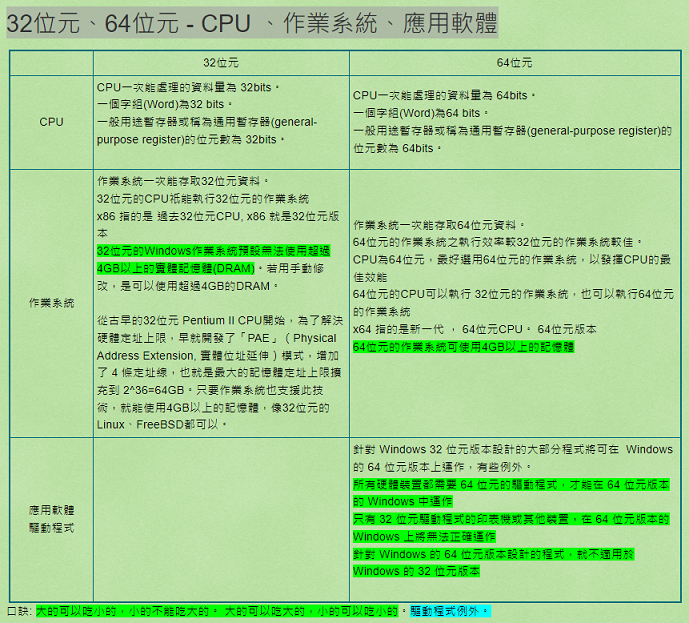 32位元、64位元 - CPU 、作業系統、應用軟體
32位元
64位元
CPU
CPU一次能處理的資料量為 32bits。
一個字組(Word)為32 bits。
一般用途暫存器或稱為通用暫存器(general-
purpose register)的位元數為 32bits。
CPU一次能處理的資料量為 64bits。
一個字組(Word)為64 bits。
一般用途暫存器或稱為通用暫存器(general-purpose register)的
位元數為 64bits。
作業系統
作業系統一次能存取32位元資料。
32位元的CPU祇能執行32位元的作業系統
x86 指的是 過去32位元CPU, x86 就是32位元版
本
32位元的Windows作業系統預設無法使用超過
4GB以上的實體記憶體(DRAM)。若用手動修
改，是可以使用超過4GB的DRAM。
從古早的32位元 Pentium II CPU開始，為了解決
硬體定址上限，早就開發了「PAE」（Physical
Address Extension, 實體位址延伸）模式，增加
了 4 條定址線，也就是最大的記憶體定址上限擴
充到 2^36=64GB。只要作業系統也支援此技
術，就能使用4GB以上的記憶體，像32位元的
Linux、FreeBSD都可以。
作業系統一次能存取64位元資料。
64位元的作業系統之執行效率較32位元的作業系統較佳。
CPU為64位元，最好選用64位元的作業系統，以發揮CPU的最
佳效能
64位元的CPU可以執行 32位元的作業系統，也可以執行64位元
的作業系統
x64 指的是新一代 ， 64位元CPU。 64位元版本
64位元的作業系統可使用4GB以上的記憶體
應用軟體
驅動程式
針對 Windows 32 位元版本設計的大部分程式將可在 Windows
的 64 位元版本上運作，有些例外。
所有硬體裝置都需要 64 位元的驅動程式，才能在 64 位元版本
的 Windows 中運作
只有 32 位元驅動程式的印表機或其他裝置，在 64 位元版本的
Windows 上將無法正確運作
針對 Windows 的 64 位元版本設計的程式，就不適用於
Windows 的 32 位元版本
口訣: 大的可以吃小的，小的不能吃大的。 大的可以吃大的，小的可以吃小的。驅動程式例外。